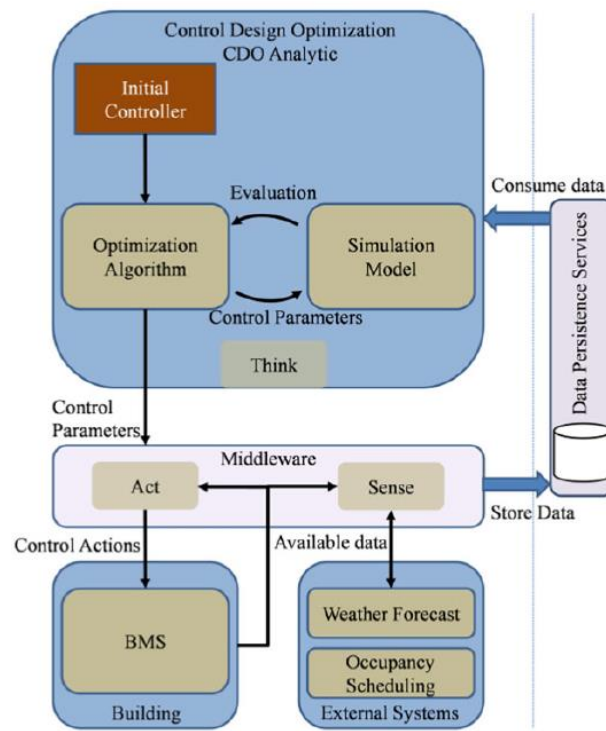 Control Design Optimization
CDO Analytic
Initial
Controller
Evaluation
Consume data
Optimization
Algorithm
Simulation
Model
Control Parameters
Data Persistence Services
Think
Control
Parameters
Middleware
Act
Sense
Store Data
Control Actions
Available data
BMS
Weather Forecast
Occupancy
Scheduling
Building
External Systems